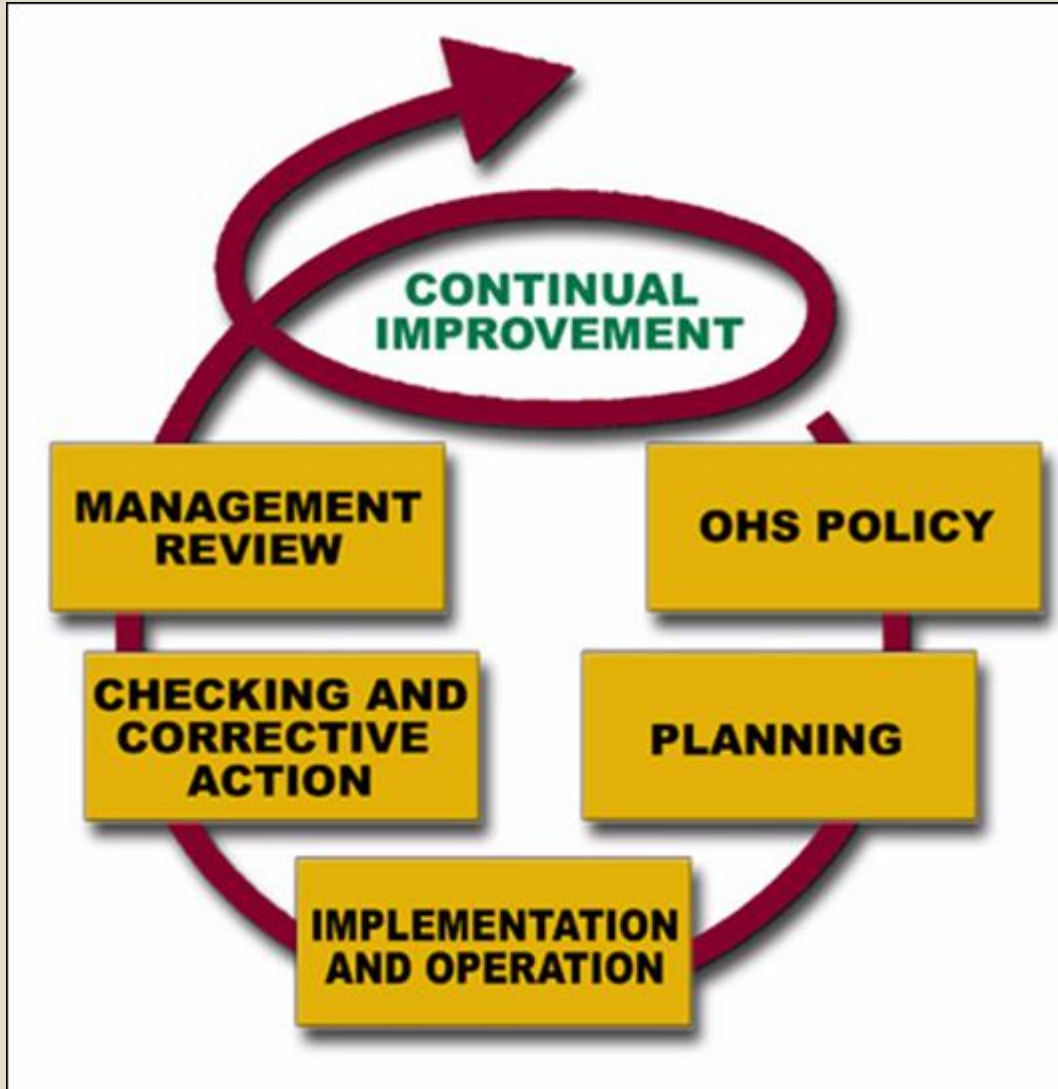 CONTINUAL
IMPROVEMENT
MANAGEMENT
REVIEW
OHS POLICY
CHECKING AND
CORRECTIVE
ACTION
PLANNING
IMPLEMENTATION
AND OPERATION